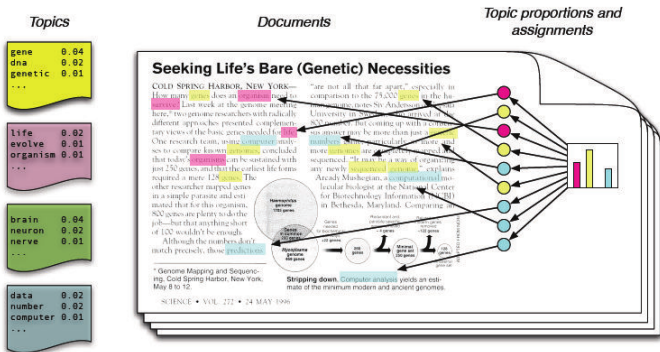 Topics
Documents
Topic proportions and
assignments
gene 0.04
dna 0.02
genetic 0.01
...
life 0.02
evolve 0.01
organism 0.01
...
brain 0.04
neuron 0.02
nerve 0.01
...
data 0.02
number 0.02
computer 0.01
...
Seeking Life's Bare (Genetic) Necessities
COLD SPRING HARBOR, NEW YORK—
How many genes does an organism need to
survive? Last week at the genome meeting
here,* two genome researchers with radically
different approaches presented complemen-
tary views of the basic genes needed for life.
One research team, using computer analy-
ses to compare known genomes, concluded
that today's organisms can be sustained with
just 250 genes, and that the earliest life forms
required a mere 128 genes. The
other researcher mapped genes
in a simple parasite and esti-
mated that for this organism,
800 genes are plenty to do the
job—but that anything short
of 100 wouldn't be enough.
Although the numbers don't
match precisely, those predictions
* Genome Mapping and Sequenc-
ing, Cold Spring Harbor, New York,
May 8 to 12.
"are not all that far apart," especially in
comparison to the 75,000 genes in the hu-
man genome, notes Siv Andersson
University in Swed arrived at the
800 number. But coming up with a
sus answer may be more than just a
numbers particularly more and
more genomes are mapped and
sequenced. "It may be a way of organizing
any newly sequenced genome," explains
Arcady Mushegian, a computational mo-
lecular biologist at the National Center
for Biotechnology Information (NCBI)
in Bethesda, Maryland. Comparing an
Haemophilus
genome
1703 genes
Genes
in common
Mycoplasma
genome
Genes
needed
Minimal
gene set
250 genes
Stripping down. Computer analysis yields an esti-
mate of the minimum modern and ancient genomes.
SCIENCE • VOL. 272 • 24 MAY 1996